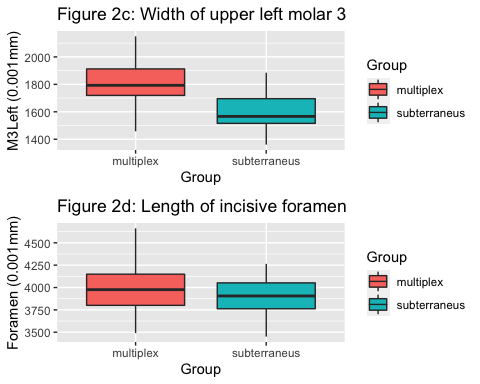 Figure 2c: Width of upper left molar 3
M3Left (0.001mm)
2000
1800
1600
1400
multiplex
subterraneus
Group
Group
multiplex
subterraneus
Figure 2d: Length of incisive foramen
Foramen (0.001mm)
4500
4250
4000
3750
3500
multiplex
subterraneus
Group
Group
multiplex
subterraneus